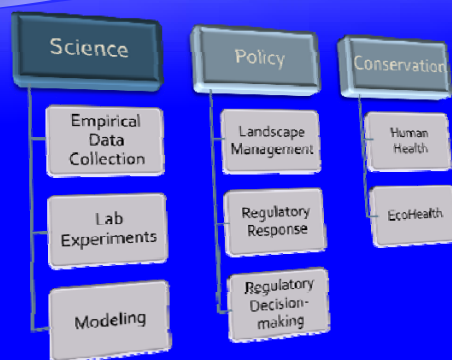 Science
Empirical
Data
Collection
Lab
Experiments
Modeling
Policy
Landscape
Management
Regulatory
Response
Regulatory
Decision-
making
Conservation
Human
Health
EcoHealth